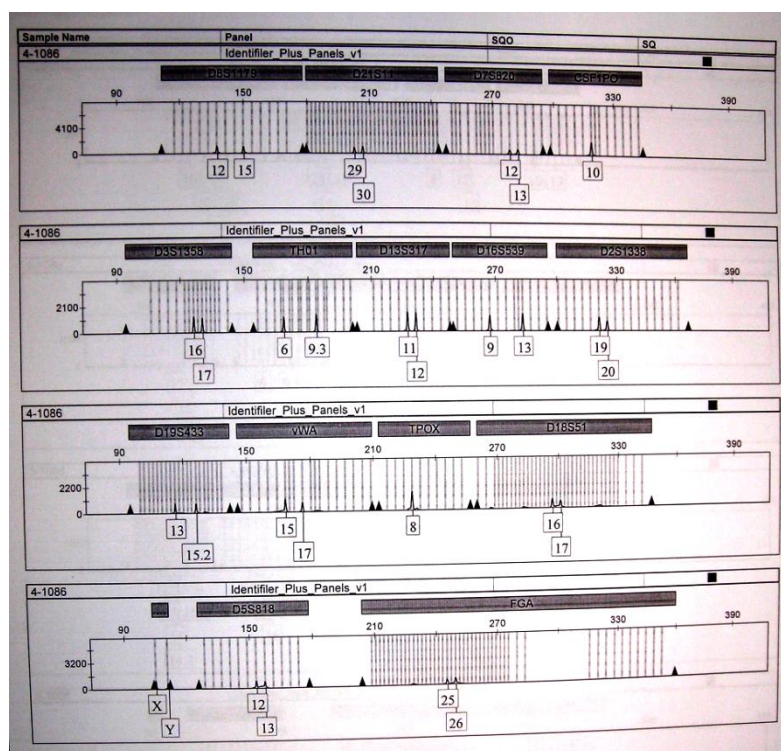 Sample Name Panel SQO SQ
4-1086 Identifiler_Plus_Panels_v1
D8S1179 D21S11 D7S820 CSF1PO
90 150 210 270 330 390
4100
0
12 15 29 12 10
30 13
4-1086 Identifiler_Plus_Panels_v1
D3S1358 TH01 D13S317 D16S539 D2S1338
90 150 210 270 330 390
2100
0
16 6 9.3 11 9 13 19
17 12 20
4-1086 Identifiler_Plus_Panels_v1
D19S433 vWA TPOX D18S51
90 150 210 270 330 390
2200
0
13 15 8 16
15.2 17 17
4-1086 Identifiler_Plus_Panels_v1
D5S818 FGA
90 150 210 270 330 390
3200
0
X 12 25
Y 13 26